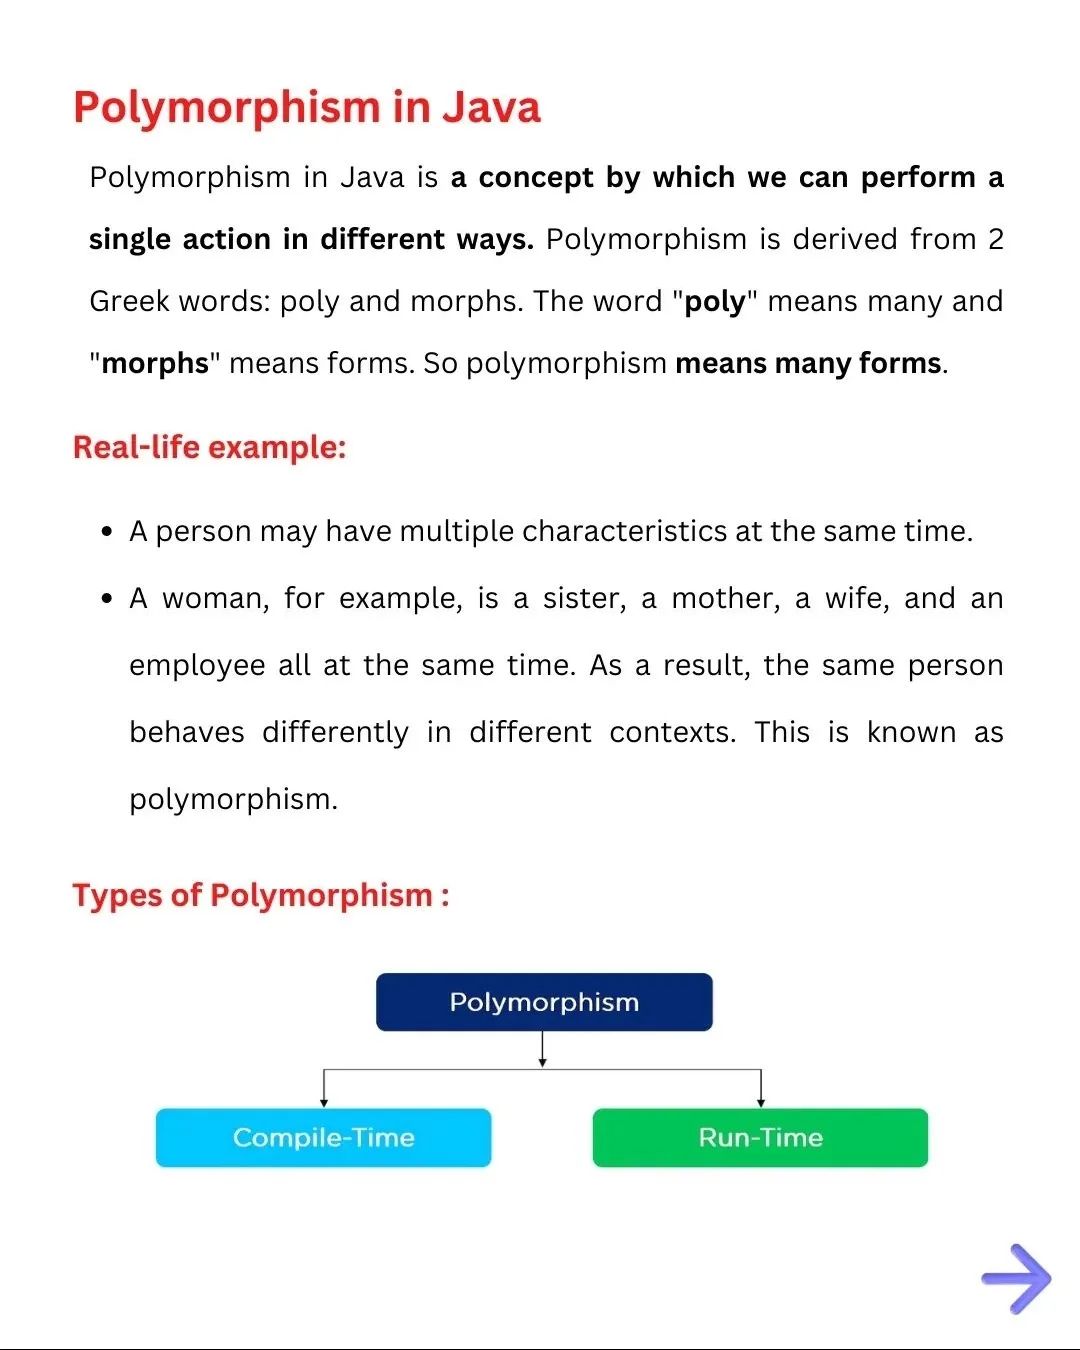 Polymorphism in Java
Polymorphism in Java is a concept by which we can perform a
single action in different ways. Polymorphism is derived from 2
Greek words: poly and morphs. The word "poly" means many and
"morphs" means forms. So polymorphism means many forms.
Real-life example:
• A person may have multiple characteristics at the same time.
• A woman, for example, is a sister, a mother, a wife, and an
employee all at the same time. As a result, the same person
behaves differently in different contexts. This is known as
polymorphism.
Types of Polymorphism :
Polymorphism
Compile-Time
Run-Time